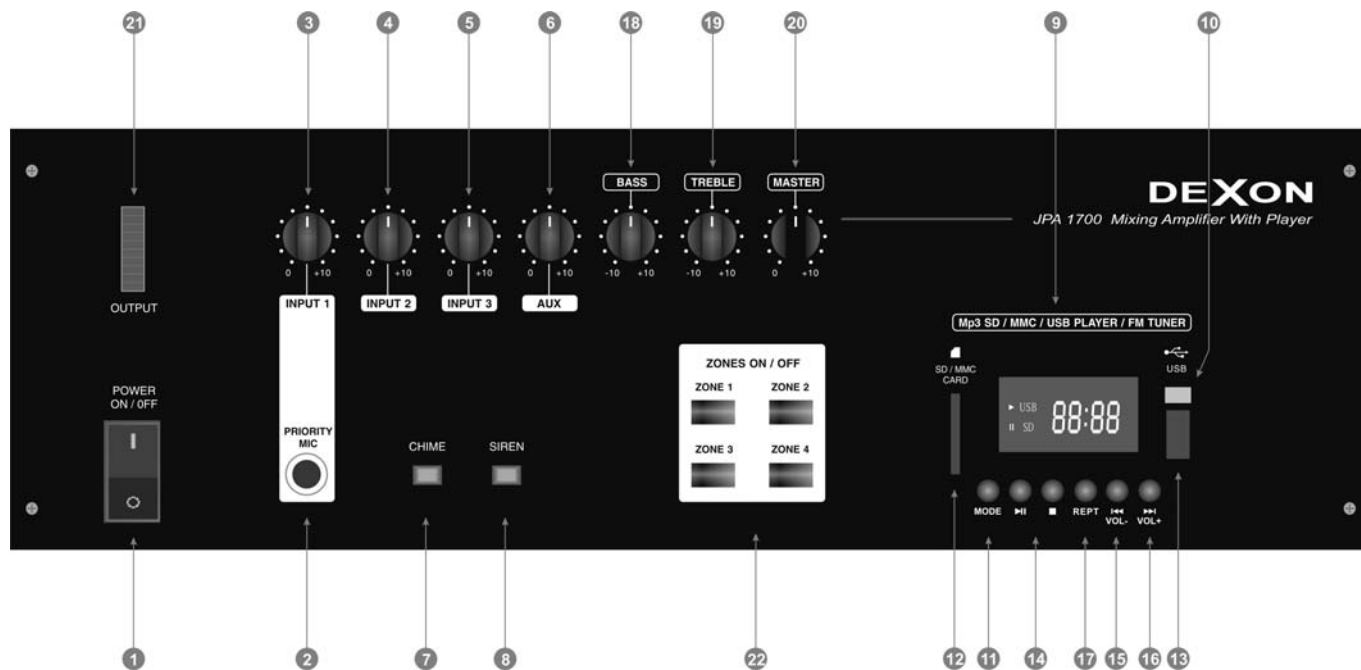 21 3 4 5 6 18 19 20 9 10
BASS TREBLE MASTER
DEXON
JPA 1700 Mixing Amplifier With Player
0 +10 0 +10 0 +10 0 +10 -10 +10 -10 +10 0 +10
INPUT 1 INPUT 2 INPUT 3 AUX
OUTPUT
Mp3 SD / MMC / USB PLAYER / FM TUNER
ZONES ON / OFF
SD / MMC
CARD
USB
ZONE 1 ZONE 2
POWER
ON / 0FF
▶ USB
88:88
II SD
PRIORITY
MIC
CHIME SIREN
ZONE 3 ZONE 4
MODE ▶II ■ REPT I◀◀ ▶▶I
VOL- VOL+
1 2 7 8 22 12 11 14 17 15 16 13